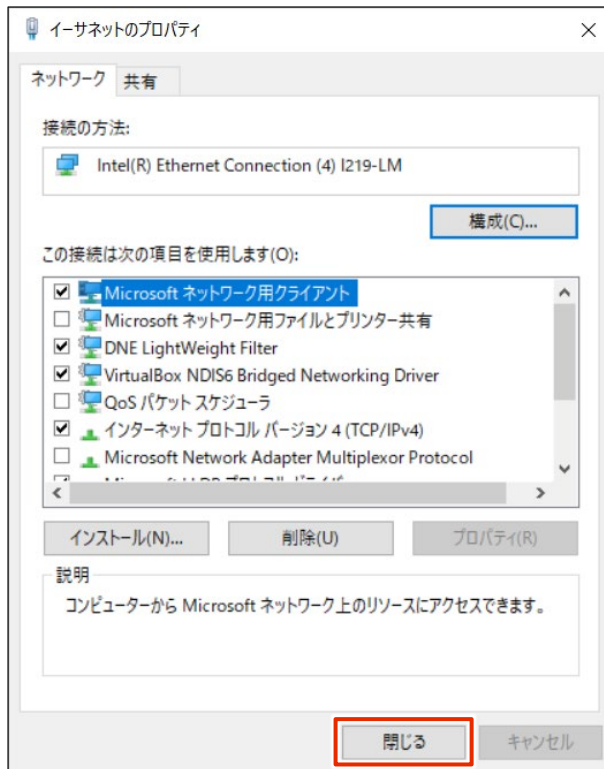 イーサネットのプロパティ
ネットワーク 共有
接続の方法:
Intel(R) Ethernet Connection (4) I219-LM
構成(C)...
この接続は次の項目を使用します(O):
Microsoft ネットワーク用クライアント
Microsoft ネットワーク用ファイルとプリンター共有
DNE LightWeight Filter
VirtualBox NDIS6 Bridged Networking Driver
QoS パケット スケジューラ
インターネット プロトコル バージョン 4 (TCP/IPv4)
Microsoft Network Adapter Multiplexor Protocol
インストール(N)... 削除(U) プロパティ(R)
説明
コンピューターから Microsoft ネットワーク上のリソースにアクセスできます。
閉じる キャンセル